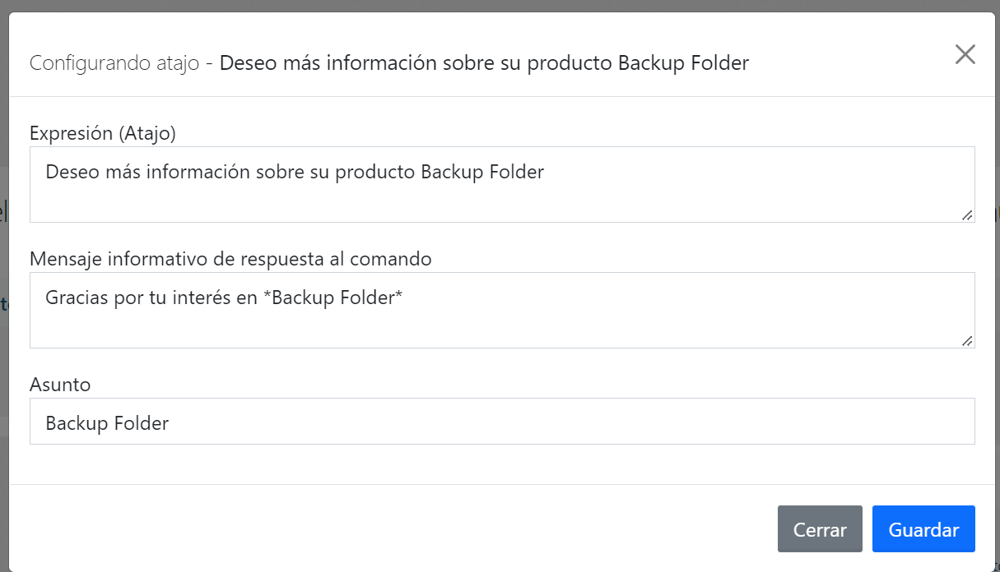 Configurando atajo - Deseo más información sobre su producto Backup Folder
Expresión (Atajo)
Deseo más información sobre su producto Backup Folder
Mensaje informativo de respuesta al comando
Gracias por tu interés en *Backup Folder*
Asunto
Backup Folder
Cerrar
Guardar